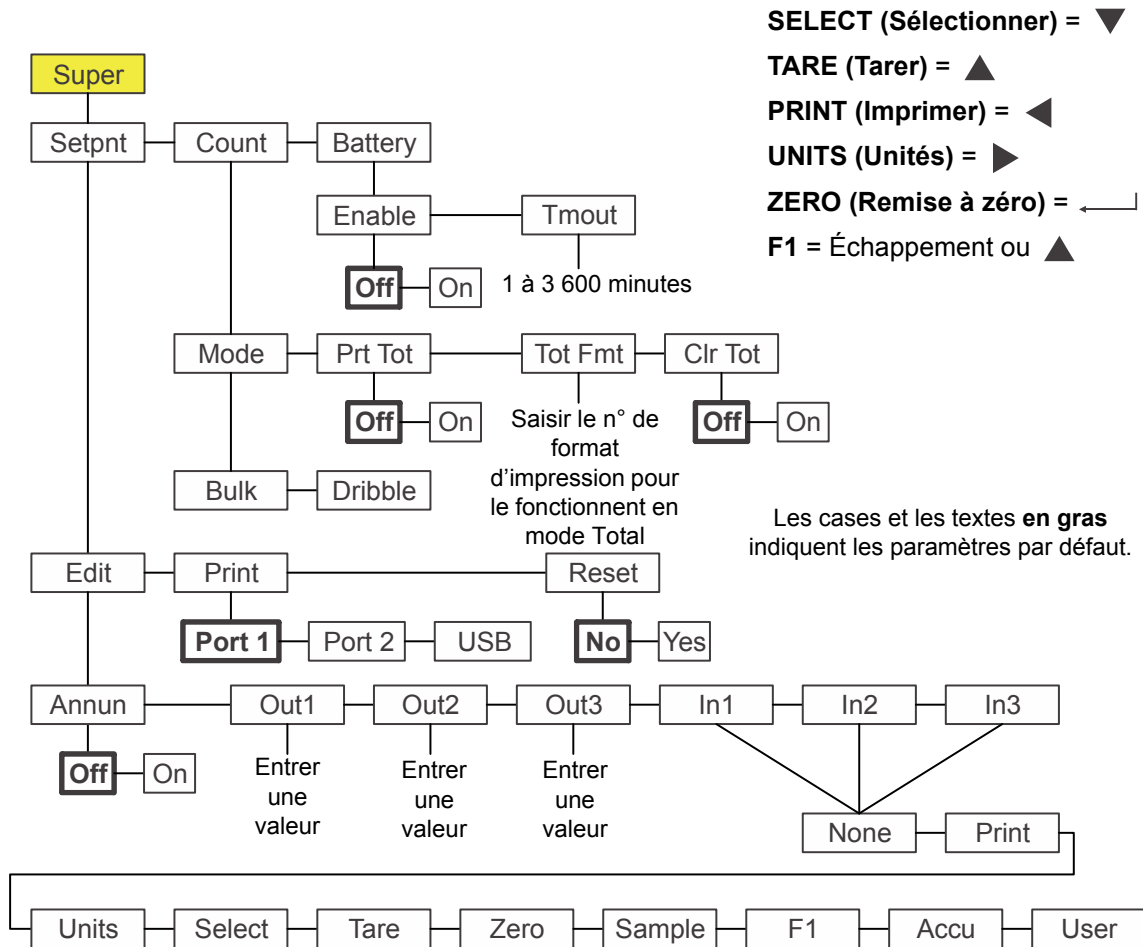 SELECT (Sélectionner) =
TARE (Tarer) =
PRINT (Imprimer) =
UNITS (Unités) =
ZERO (Remise à zéro) =
F1 = Échappement ou
Super
Setpnt Count Battery
Enable Tmout
Off On 1 à 3 600 minutes
Mode Prt Tot Tot Fmt Clr Tot
Off On
Saisir le n° de
format
d'impression pour
le fonctionnent en
mode Total
Off On
Bulk Dribble
Les cases et les textes en gras
indiquent les paramètres par défaut.
Edit Print Reset
Port 1 Port 2 USB No Yes
Annun Out1 Out2 Out3 In1 In2 In3
Off On
Entrer
une
valeur
Entrer
une
valeur
Entrer
une
valeur
None Print
Units Select Tare Zero Sample F1 Accu User